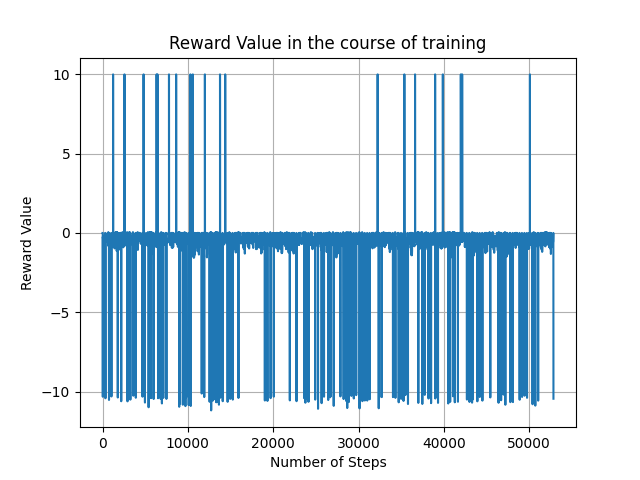 Reward Value in the course of training
10
5
0
−5
−10
Reward Value
0 10000 20000 30000 40000 50000
Number of Steps